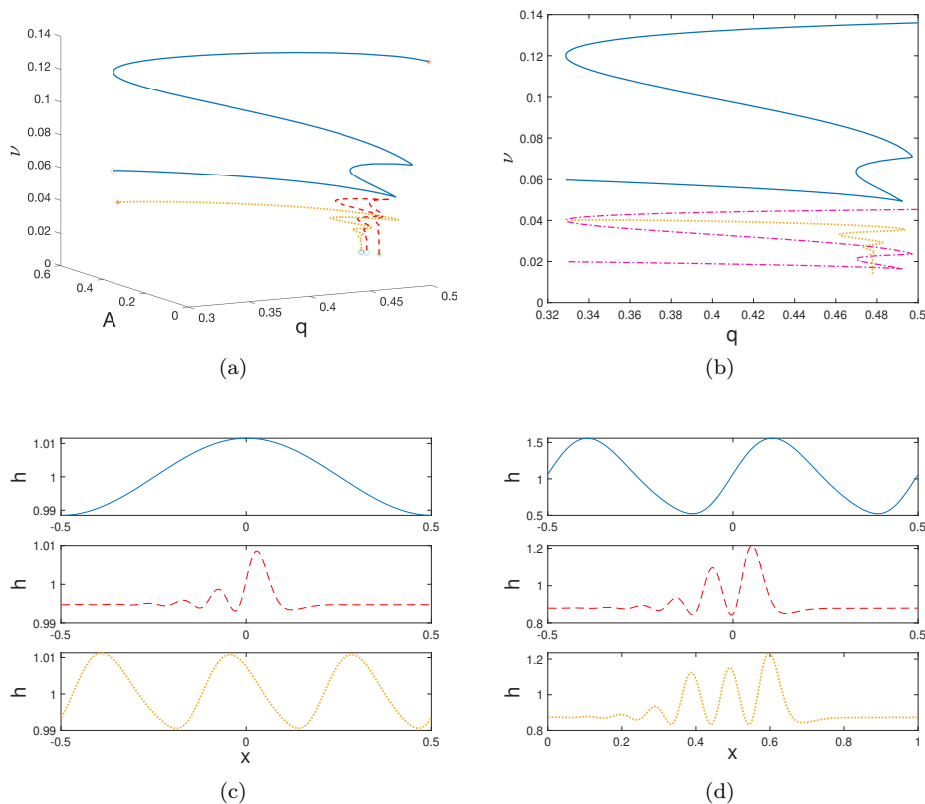 0.14
0.12
0.1
0.08
0.06
0.04
0.02
0
ν
0.6
0.4
0.2
0
A
0.3
0.35
0.4
0.45
0.5
q
(a)
0.14
0.12
0.1
0.08
0.06
0.04
0.02
0
ν
0.32 0.34 0.36 0.38 0.4 0.42 0.44 0.46 0.48 0.5
q
(b)
1.01
1
0.99
h
-0.5 0 0.5
1.01
1
0.99
h
-0.5 0 0.5
1.01
1
0.99
h
-0.5 0 0.5
x
(c)
1.5
1
0.5
h
-0.5 0 0.5
1.2
1
0.8
h
-0.5 0 0.5
1.2
1
0.8
h
0 0.2 0.4 0.6 0.8 1
x
(d)